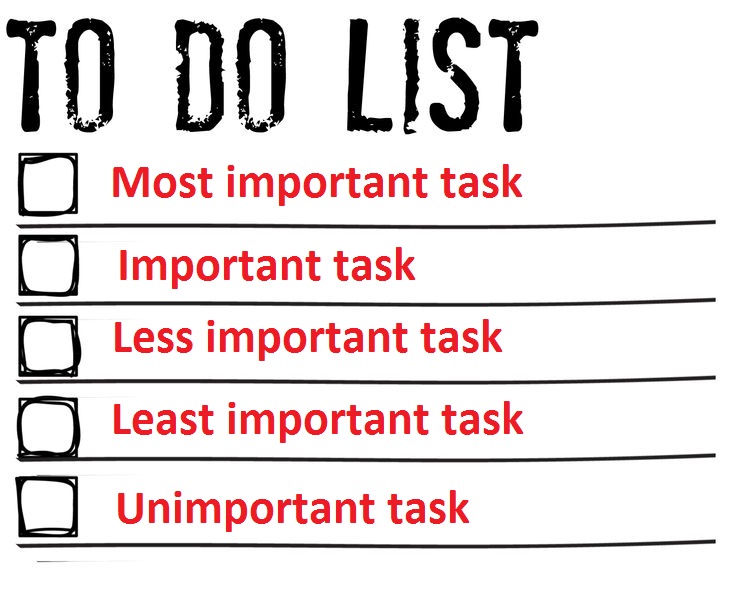 TO DO LIST
Most important task
Important task
Less important task
Least important task
Unimportant task